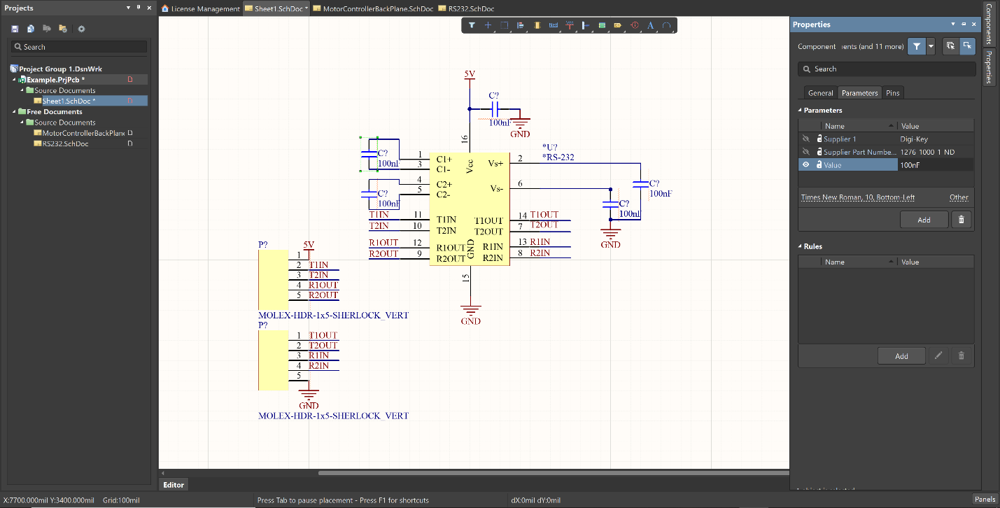 Projects
License Management
Sheet1.SchDoc *
MotorControllerBackPlane.SchDoc
RS232.SchDoc
Search
Project Group 1.DsnWrk
Example.PrjPcb *
Source Documents
Sheet1.SchDoc *
Free Documents
Source Documents
MotorControllerBackPlane
RS232.SchDoc
5V
C?
100nF
GND
16
*U?
*RS-232
C?
100nF
1
3
C1+
C1-
Vcc
Vs+
2
C?
100nF
4
5
C2+
C2-
Vs-
6
C?
100nF
C?
100nF
GND
T1IN 11 T1IN
T2IN 10 T2IN
T1OUT 14 T1OUT
T2OUT 7 T2OUT
R1OUT 12 R1OUT
R2OUT 9 R2OUT
GND
R1IN 13 R1IN
R2IN 8 R2IN
15
GND
P?
5V
1
2 T1IN
3 T2IN
4 R1OUT
5 R2OUT
MOLEX-HDR-1x5-SHERLOCK_VERT
P?
1 T1OUT
2 T2OUT
3 R1IN
4 R2IN
5
GND
MOLEX-HDR-1x5-SHERLOCK_VERT
Editor
Properties
Component
(and 11 more)
Search
General
Parameters
Pins
Parameters
Name
Value
Supplier 1
Digi-Key
Supplier Part Numbe...
1276-1000-1-ND
Value
100nF
Times New Roman, 10, Bottom-Left
Other
Add
Rules
Name
Value
Add
Components
Properties
X:7700.000mil Y:3400.000mil
Grid:100mil
Press Tab to pause placement - Press F1 for shortcuts
dX:0mil dY:0mil
Panels